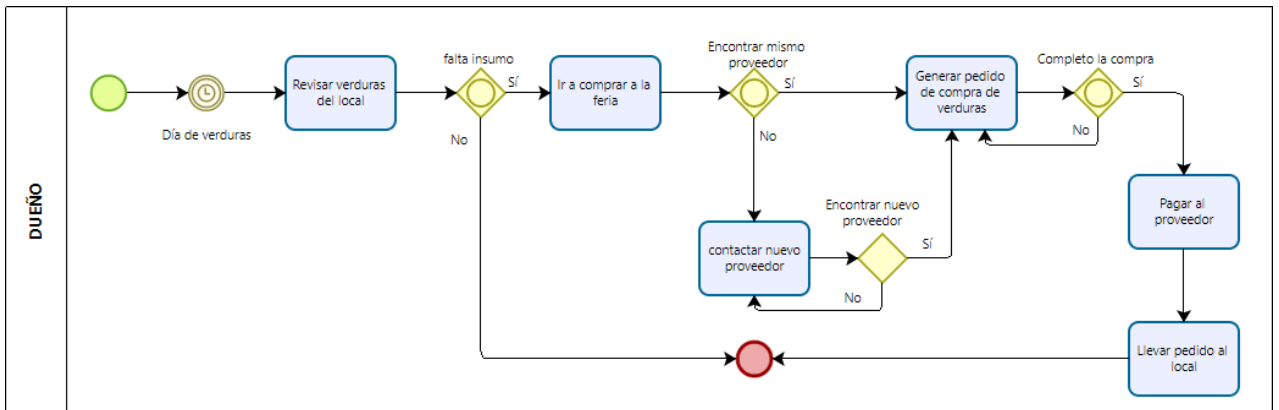 DUEÑO
Día de verduras
Revisar verduras
del local
falta insumo
Sí
No
Ir a comprar a la
feria
Encontrar mismo
proveedor
Sí
No
contactar nuevo
proveedor
Encontrar nuevo
proveedor
Sí
No
Generar pedido
de compra de
verduras
Completo la compra
Sí
No
Pagar al
proveedor
Llevar pedido al
local